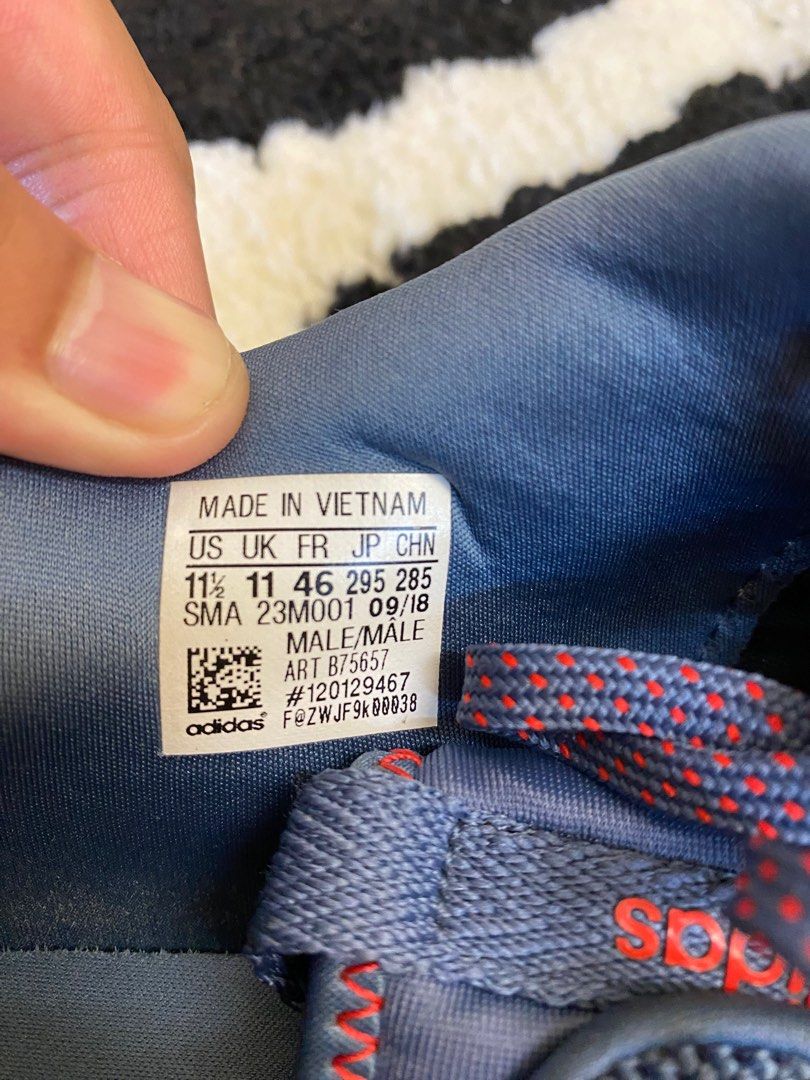 MADE IN VIETNAM
US UK FR JP CHN
11½ 11 46 295 285
SMA 23M001 09/18
MALE/MÂLE
ART B75657
#120129467
F@ZWJF9k00038
adidas